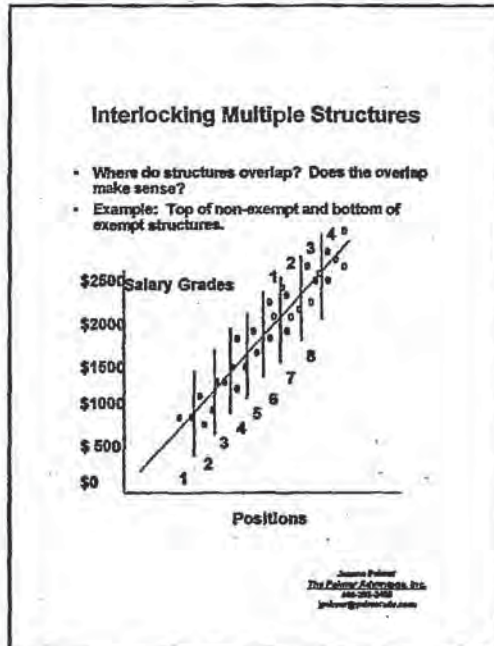 Interlocking Multiple Structures
• Where do structures overlap? Does the overlap
make sense?
• Example: Top of non-exempt and bottom of
exempt structures.
Salary Grades
$2500
$2000
$1500
$1000
$ 500
$0
1 2 3 4
1 2 3 4 5 6 7 8
Positions
The Palmer Advantage, Inc.